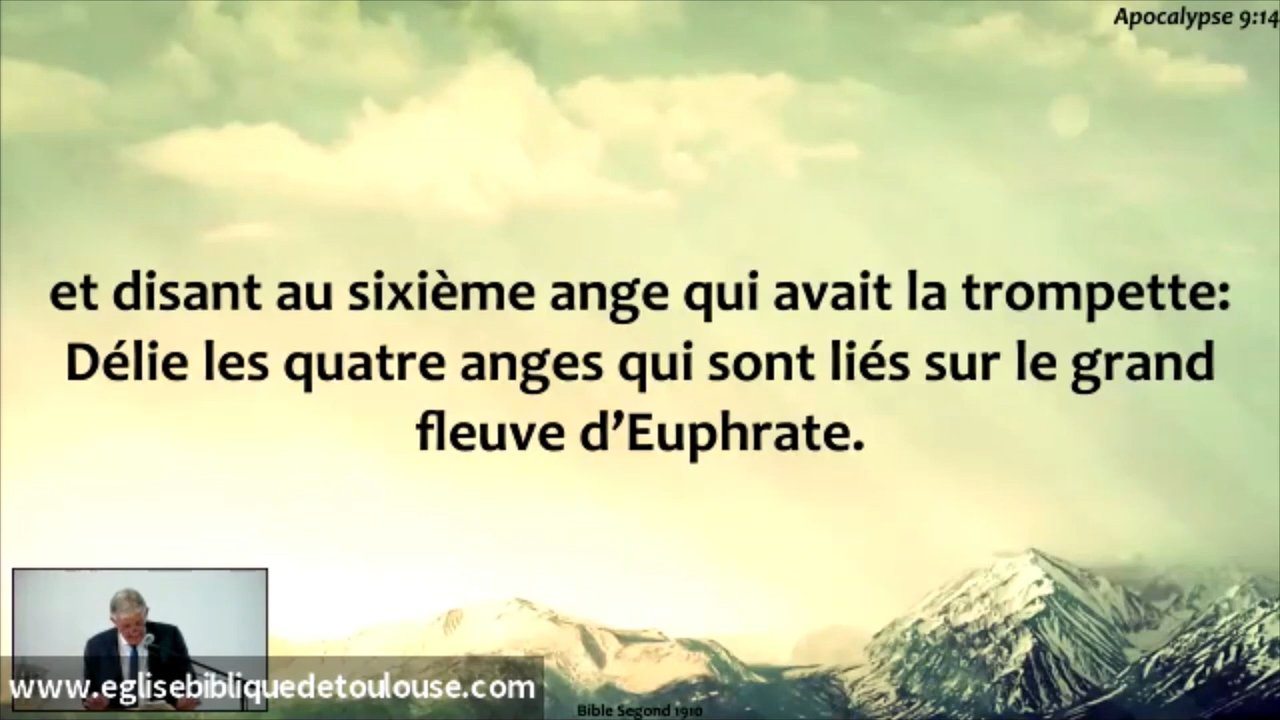 Apocalypse 9:14
et disant au sixième ange qui avait la trompette:
Délie les quatre anges qui sont liés sur le grand
fleuve d’Euphrate.
www.eglisebibliquedetoulouse.com
Bible Segond 1910